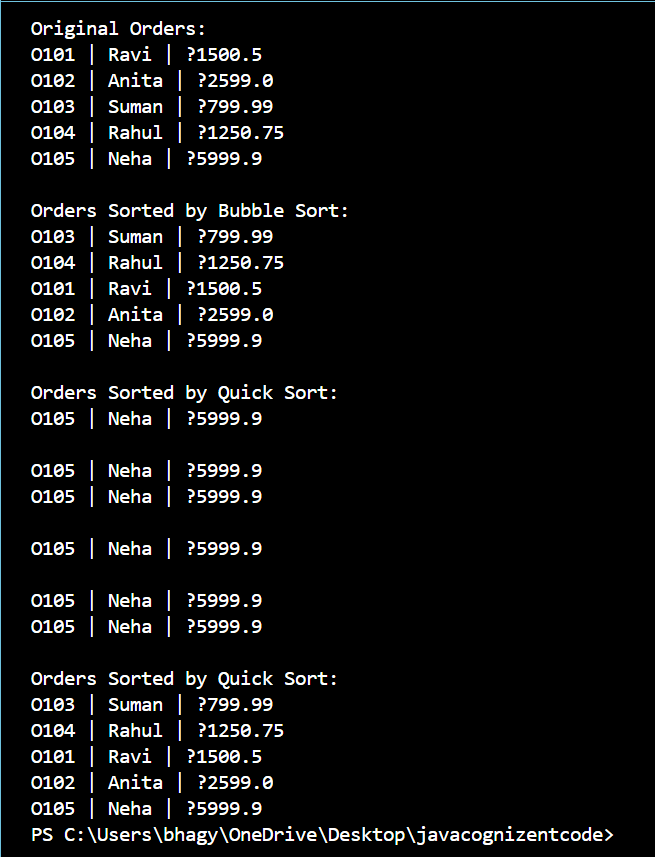 Original Orders:
O101 | Ravi | ?1500.5
O102 | Anita | ?2599.0
O103 | Suman | ?799.99
O104 | Rahul | ?1250.75
O105 | Neha | ?5999.9

Orders Sorted by Bubble Sort:
O103 | Suman | ?799.99
O104 | Rahul | ?1250.75
O101 | Ravi | ?1500.5
O102 | Anita | ?2599.0
O105 | Neha | ?5999.9

Orders Sorted by Quick Sort:
O105 | Neha | ?5999.9

O105 | Neha | ?5999.9
O105 | Neha | ?5999.9

O105 | Neha | ?5999.9

O105 | Neha | ?5999.9
O105 | Neha | ?5999.9

Orders Sorted by Quick Sort:
O103 | Suman | ?799.99
O104 | Rahul | ?1250.75
O101 | Ravi | ?1500.5
O102 | Anita | ?2599.0
O105 | Neha | ?5999.9
PS C:\Users\bhagy\OneDrive\Desktop\javacognizentcode>